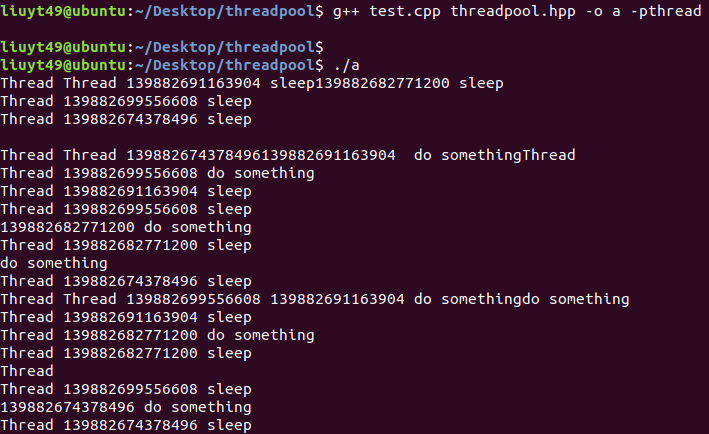 liuyt49@ubuntu:~/Desktop/threadpool$ g++ test.cpp threadpool.hpp -o a -pthread
liuyt49@ubuntu:~/Desktop/threadpool$
liuyt49@ubuntu:~/Desktop/threadpool$ ./a
Thread Thread 139882691163904 sleep139882682771200 sleep
Thread 139882699556608 sleep
Thread 139882674378496 sleep
Thread Thread 139882674378496139882691163904  do somethingThread
Thread 139882699556608 do something
Thread 139882691163904 sleep
Thread 139882699556608 sleep
139882682771200 do something
Thread 139882682771200 sleep
do something
Thread 139882674378496 sleep
Thread Thread 139882699556608 139882691163904 do somethingdo something
Thread 139882691163904 sleep
Thread 139882682771200 do something
Thread 139882682771200 sleep
Thread
Thread 139882699556608 sleep
139882674378496 do something
Thread 139882674378496 sleep